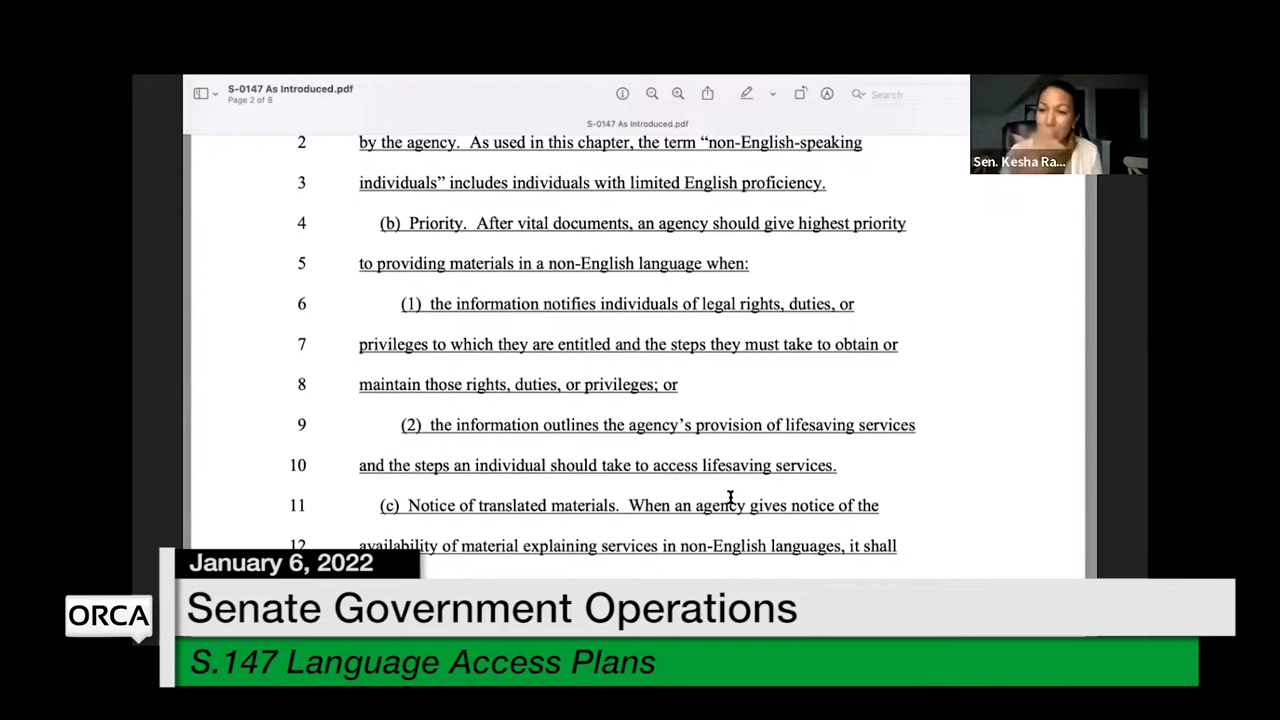 S-0147 As Introduced.pdf
Page 2 of 8
Search
S-0147 As Introduced.pdf
Sen. Kesha Ra...
2 by the agency. As used in this chapter, the term “non-English-speaking
3 individuals” includes individuals with limited English proficiency.
4 (b) Priority. After vital documents, an agency should give highest priority
5 to providing materials in a non-English language when:
6 (1) the information notifies individuals of legal rights, duties, or
7 privileges to which they are entitled and the steps they must take to obtain or
8 maintain those rights, duties, or privileges; or
9 (2) the information outlines the agency’s provision of lifesaving services
10 and the steps an individual should take to access lifesaving services.
11 (c) Notice of translated materials. When an agency gives notice of the
12 availability of material explaining services in non-English languages, it shall
January 6, 2022
ORCA
Senate Government Operations
S.147 Language Access Plans